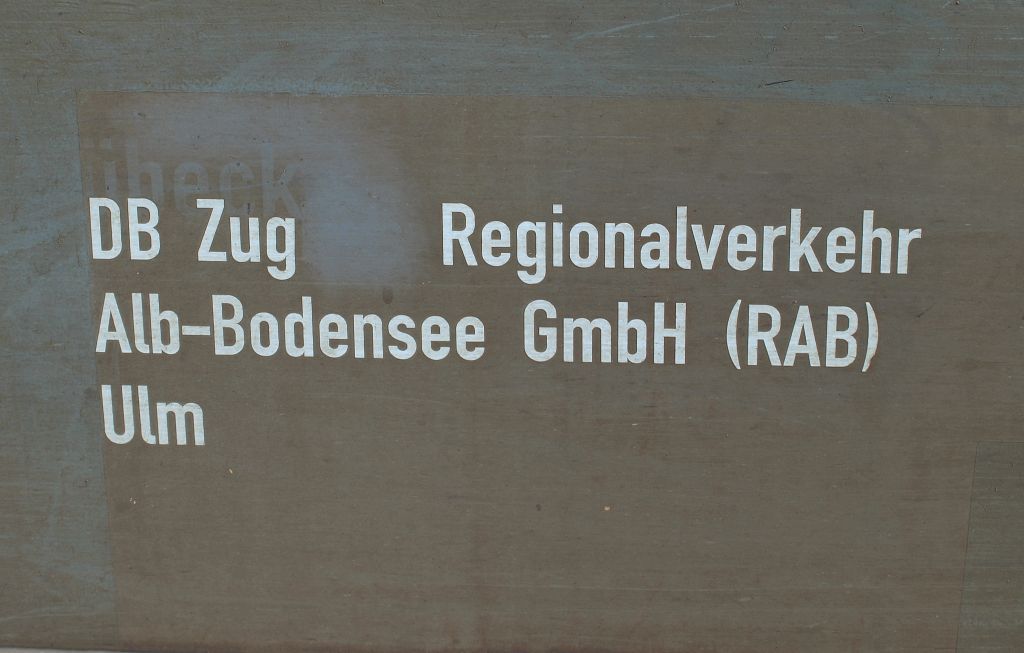 DB Zug Regionalverkehr
Alb-Bodensee GmbH (RAB)
Ulm